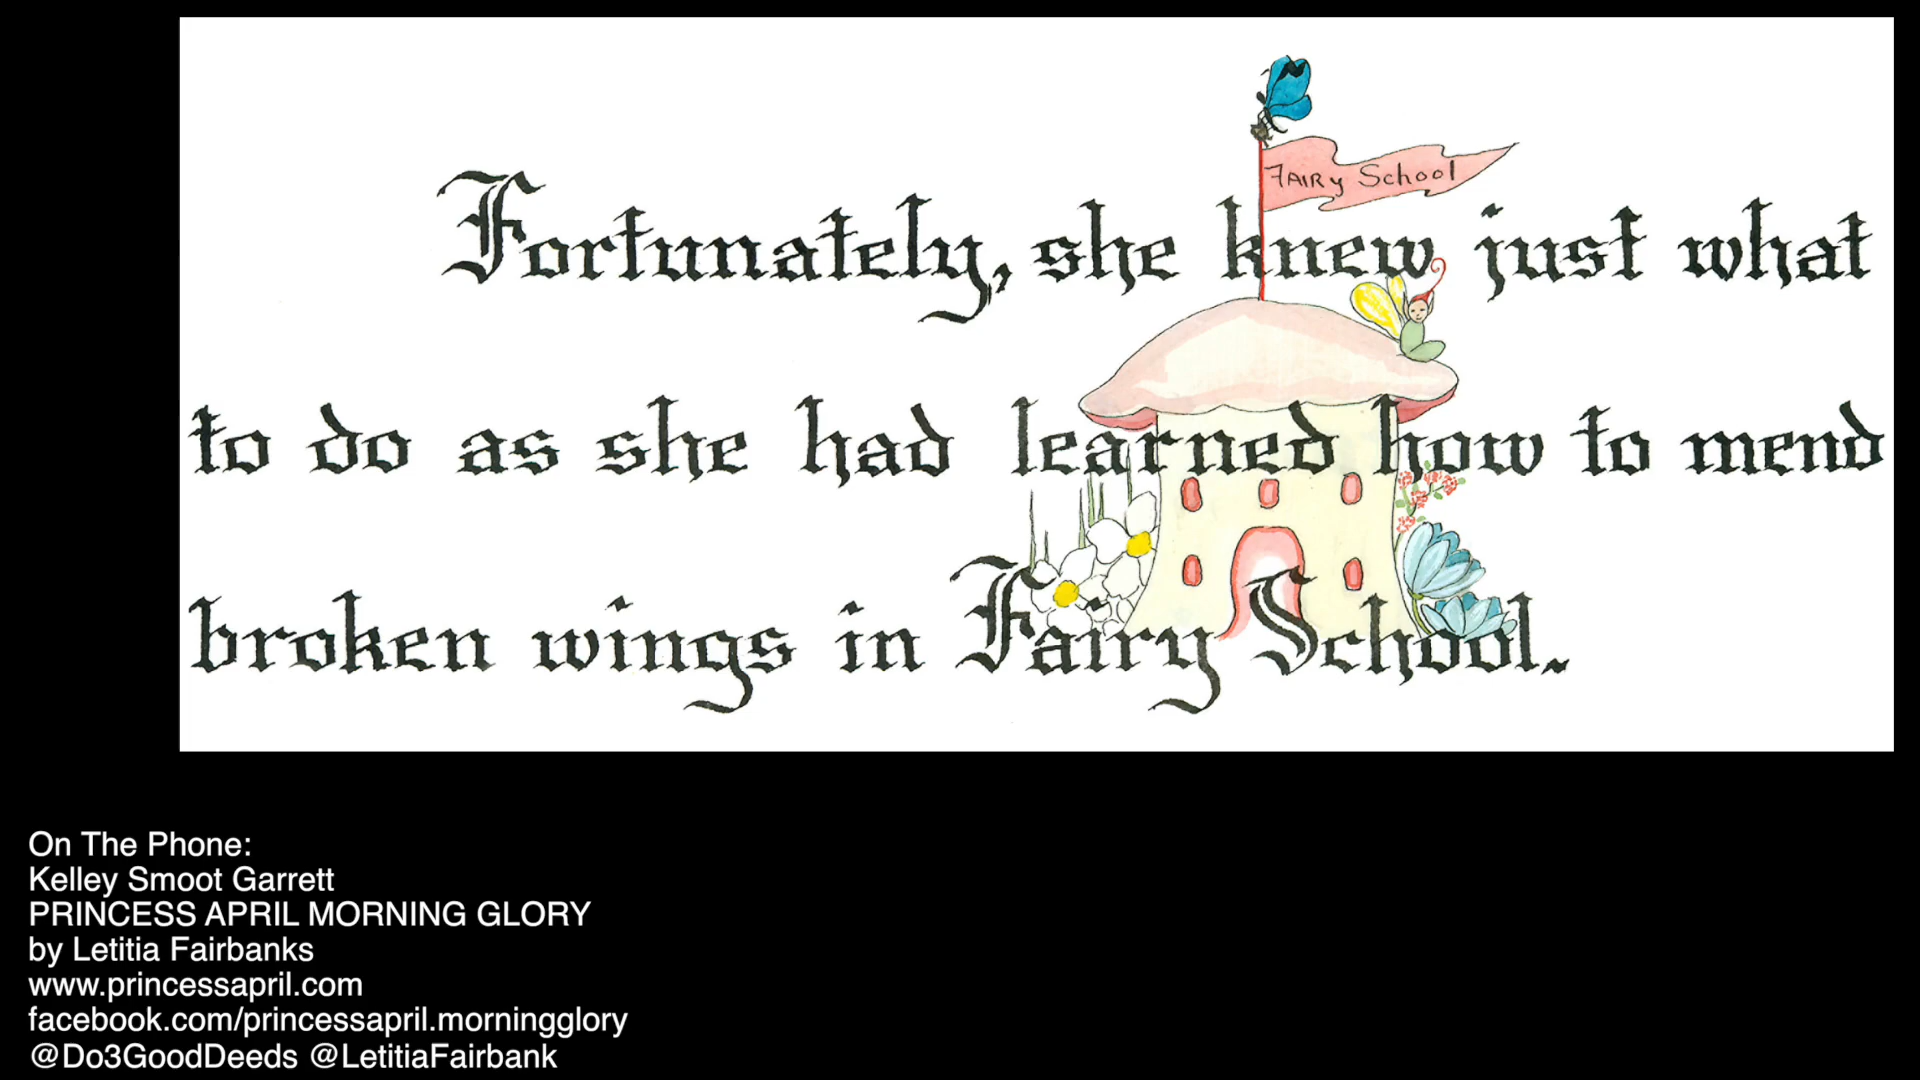 FAIRy School
Fortunately, she knew just what
to do as she had learned how to mend
broken wings in Fairy School.
On The Phone:
Kelley Smoot Garrett
PRINCESS APRIL MORNING GLORY
by Letitia Fairbanks
www.princessapril.com
facebook.com/princessapril.morningglory
@Do3GoodDeeds @LetitiaFairbank